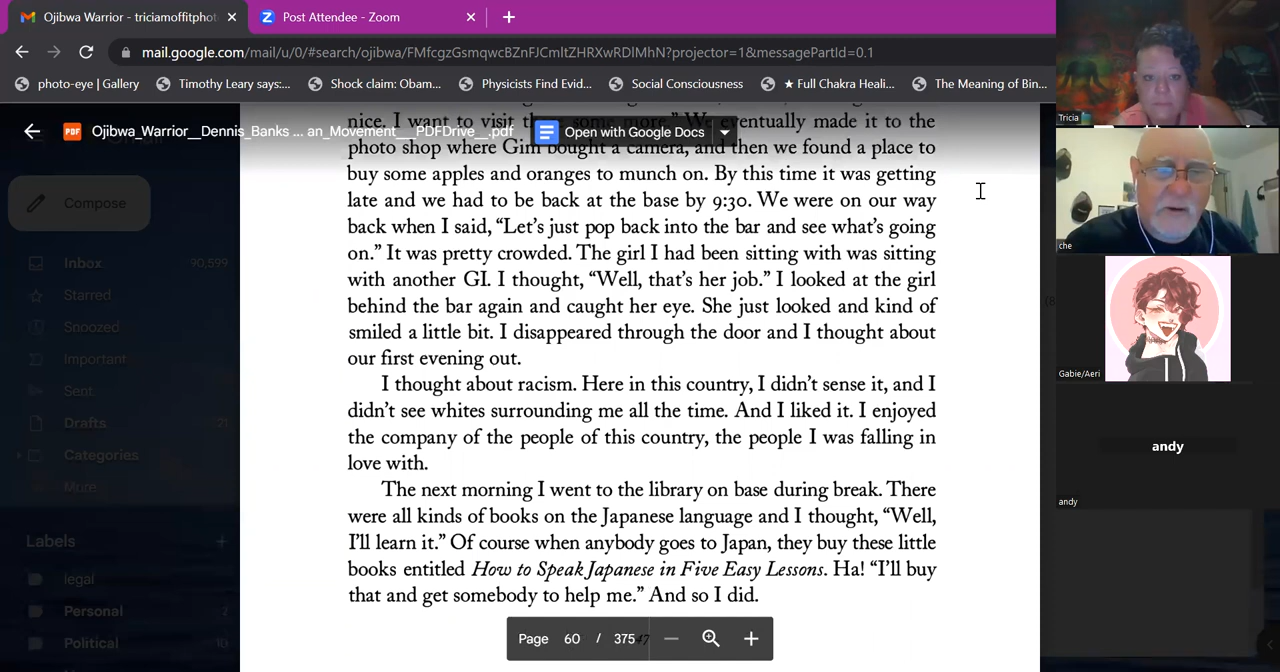 Ojibwa Warrior - triciamoffitphot
Post Attendee - Zoom
mail.google.com/mail/u/0/#search/ojibwa/FMfcgzGsmqwcBZnFJCmltZHRXwRDlMhN?projector=1&messagePartId=0.1
photo-eye | Gallery
Timothy Leary says:...
Shock claim: Obam...
Physicists Find Evid...
Social Consciousness
★ Full Chakra Heali...
The Meaning of Bin...
PDF
Ojibwa_Warrior__Dennis_Banks ... an_Movement__PDFDrive_.pdf
Open with Google Docs
Compose
Inbox 90,599
Starred
Snoozed
Important
Sent
Drafts 21
Categories
More
Labels
legal
Personal
Political
nice. I want to visit there some more.” We eventually made it to the
photo shop where Gim bought a camera, and then we found a place to
buy some apples and oranges to munch on. By this time it was getting
late and we had to be back at the base by 9:30. We were on our way
back when I said, “Let’s just pop back into the bar and see what’s going
on.” It was pretty crowded. The girl I had been sitting with was sitting
with another GI. I thought, “Well, that’s her job.” I looked at the girl
behind the bar again and caught her eye. She just looked and kind of
smiled a little bit. I disappeared through the door and I thought about
our first evening out.
I thought about racism. Here in this country, I didn’t sense it, and I
didn’t see whites surrounding me all the time. And I liked it. I enjoyed
the company of the people of this country, the people I was falling in
love with.
The next morning I went to the library on base during break. There
were all kinds of books on the Japanese language and I thought, “Well,
I’ll learn it.” Of course when anybody goes to Japan, they buy these little
books entitled How to Speak Japanese in Five Easy Lessons. Ha! “I’ll buy
that and get somebody to help me.” And so I did.
Page 60 / 375
Tricia
che
Gabie/Aeri
andy
andy